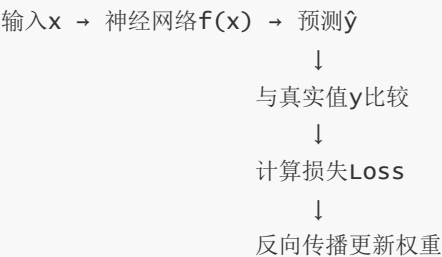 输入x → 神经网络f(x) → 预测ŷ
↓
与真实值y比较
↓
计算损失Loss
↓
反向传播更新权重